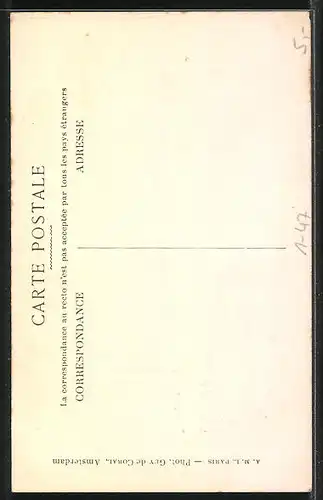 CARTE POSTALE
La correspondance au recto n'est pas acceptée par tous les pays étrangers
CORRESPONDANCE
ADRESSE
A. N. L. PARIS — Phot. GUY de CORAL, Amsterdam
5,-
1-47